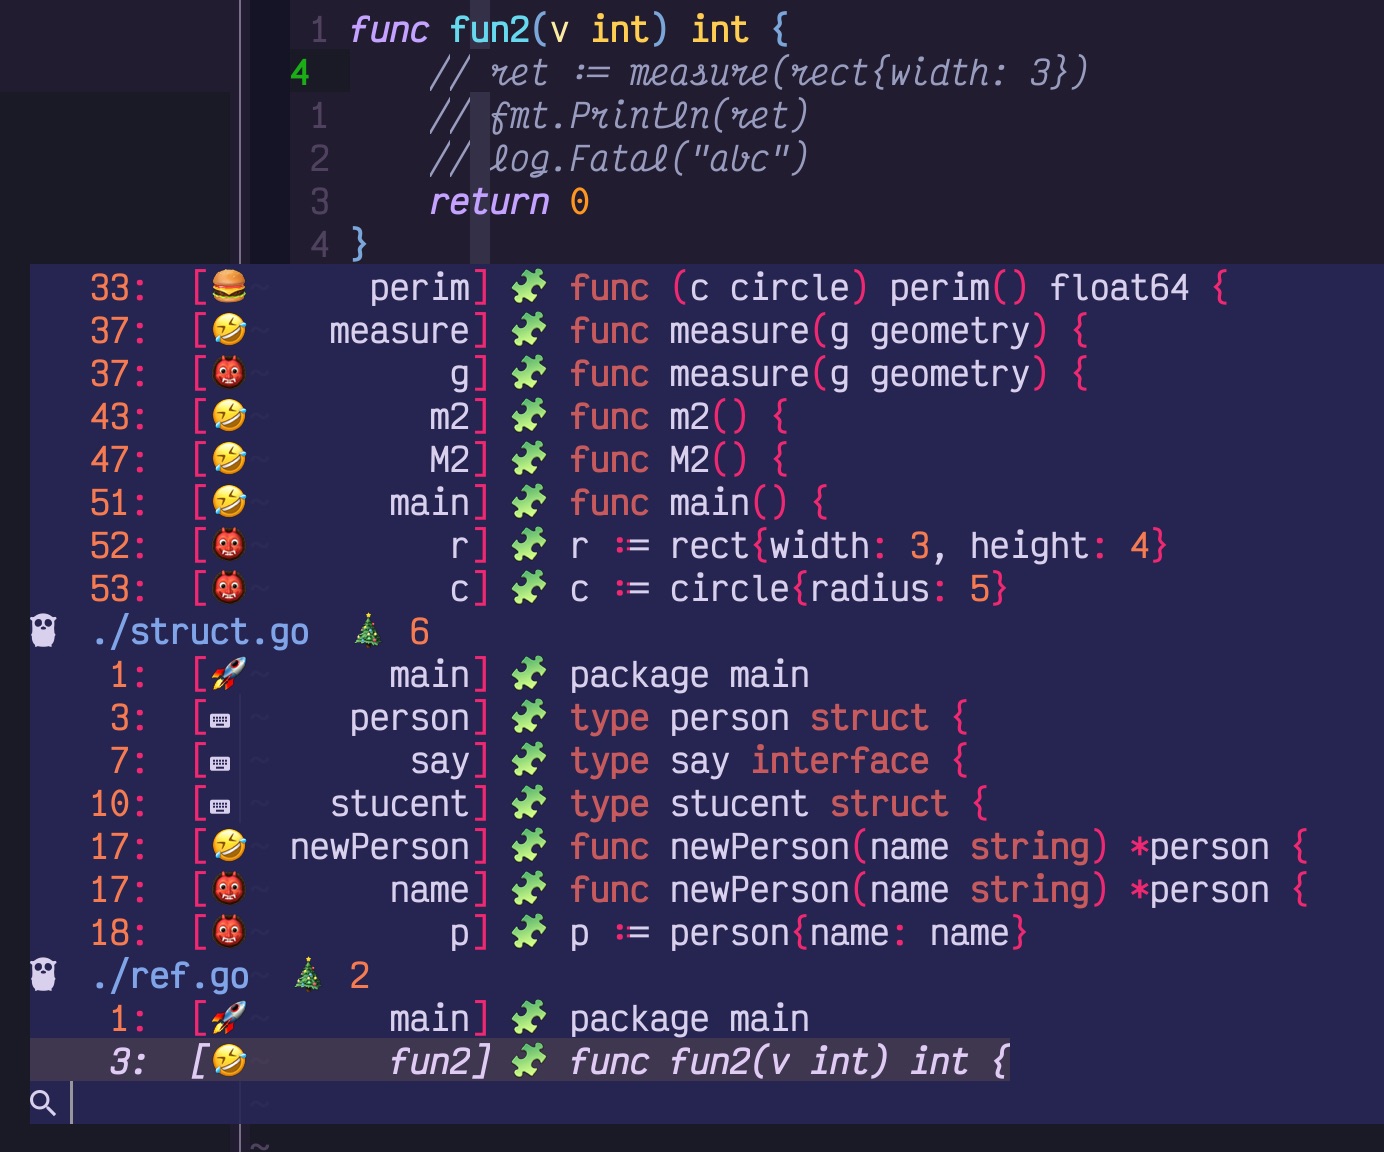 1 func fun2(v int) int {
4 // ret := measure(rect{width: 3})
1 // fmt.Println(ret)
2 // log.Fatal("abc")
3 return 0
4 }
33: [🍔 perim] 🧩 func (c circle) perim() float64 {
37: [🤣 measure] 🧩 func measure(g geometry) {
37: [👹 g] 🧩 func measure(g geometry) {
43: [🤣 m2] 🧩 func m2() {
47: [🤣 M2] 🧩 func M2() {
51: [🤣 main] 🧩 func main() {
52: [👹 r] 🧩 r := rect{width: 3, height: 4}
53: [👹 c] 🧩 c := circle{radius: 5}
./struct.go 🎄 6
1: [🚀 main] 🧩 package main
3: [⌨ person] 🧩 type person struct {
7: [⌨ say] 🧩 type say interface {
10: [⌨ stucent] 🧩 type stucent struct {
17: [🤣 newPerson] 🧩 func newPerson(name string) *person {
17: [👹 name] 🧩 func newPerson(name string) *person {
18: [👹 p] 🧩 p := person{name: name}
./ref.go 🎄 2
1: [🚀 main] 🧩 package main
3: [🤣 fun2] 🧩 func fun2(v int) int {
~